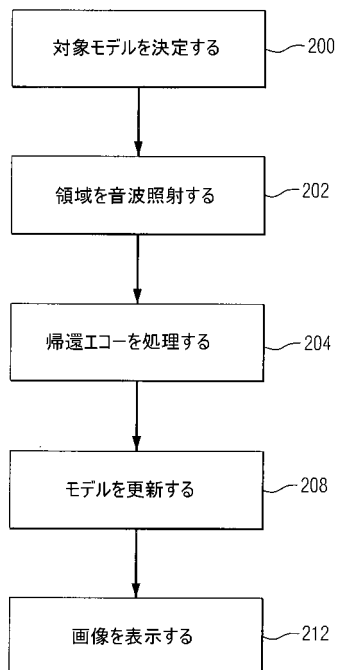 対象モデルを決定する 200
領域を音波照射する 202
帰還エコーを処理する 204
モデルを更新する 208
画像を表示する 212